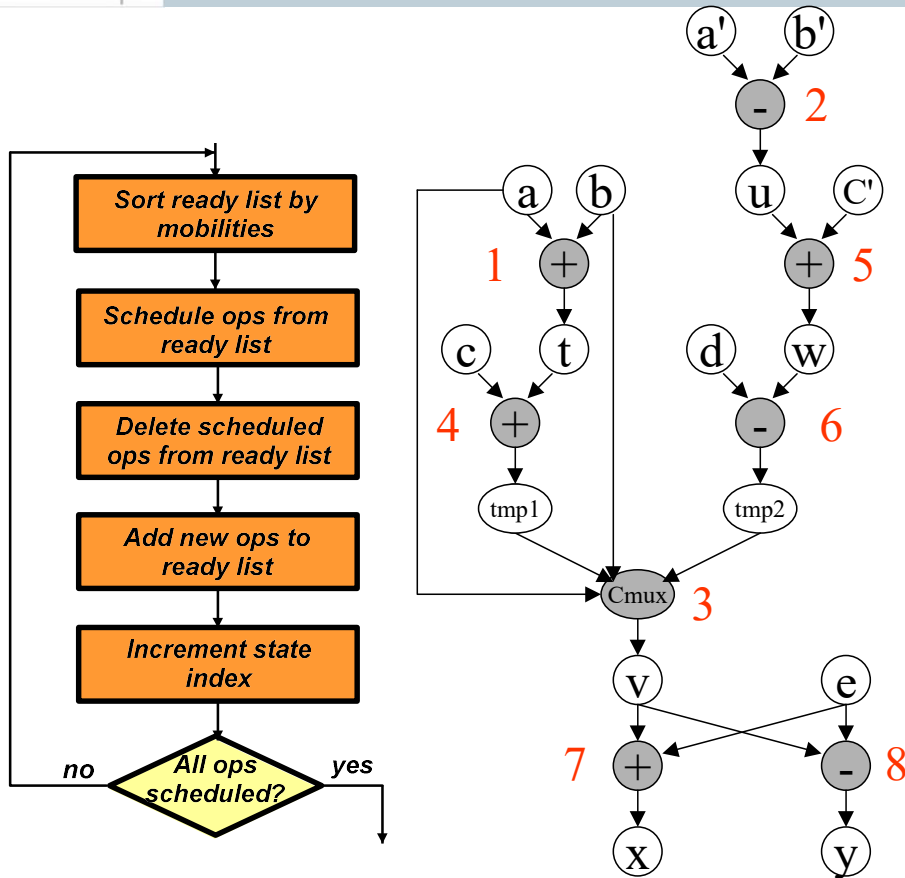 Sort ready list by
mobilities
Schedule ops from
ready list
Delete scheduled
ops from ready list
Add new ops to
ready list
Increment state
index
All ops
scheduled?
no
yes
a'
b'
-
2
a
b
u
C'
1
+
+
5
c
t
d
w
4
+
-
6
tmp1
tmp2
Cmux
3
v
e
7
+
-
8
x
y